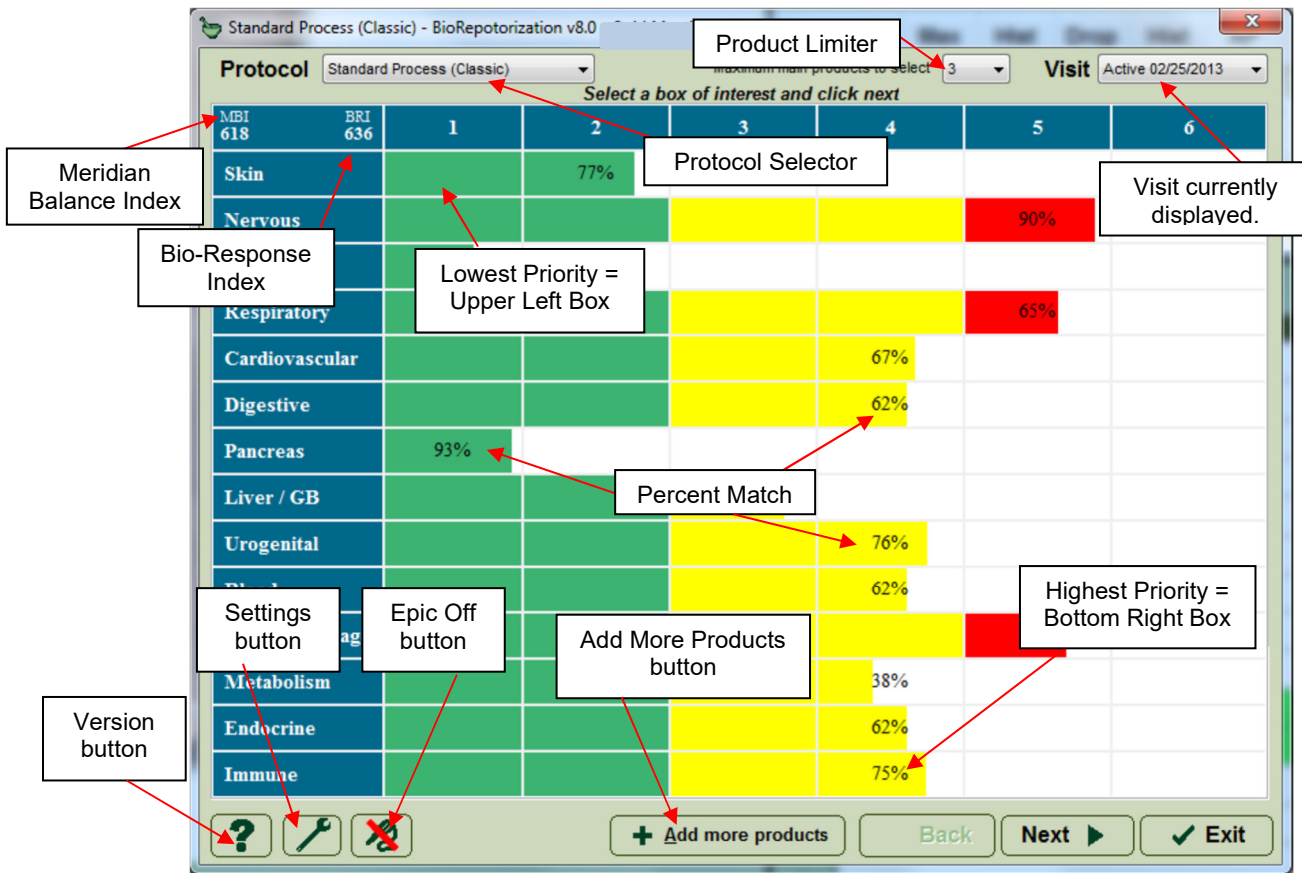 Standard Process (Classic) - BioRepotorization v8.0
Product Limiter
Protocol Standard Process (Classic) 3 Visit Active 02/25/2013
Select a box of interest and click next
MBI BRI
618 636 1 2 3 4 5 6
Meridian
Balance Index
Protocol Selector
Visit currently
displayed.
Skin 77%
Nervous 90%
Bio-Response
Index
Lowest Priority =
Upper Left Box
Respiratory 65%
Cardiovascular 67%
Digestive 62%
Pancreas 93%
Percent Match
Liver / GB
Urogenital 76%
62%
Settings
button
Epic Off
button
Add More Products
button
Highest Priority =
Bottom Right Box
ag
Metabolism 38%
Version
button
Endocrine 62%
Immune 75%
? + Add more products Back Next Exit